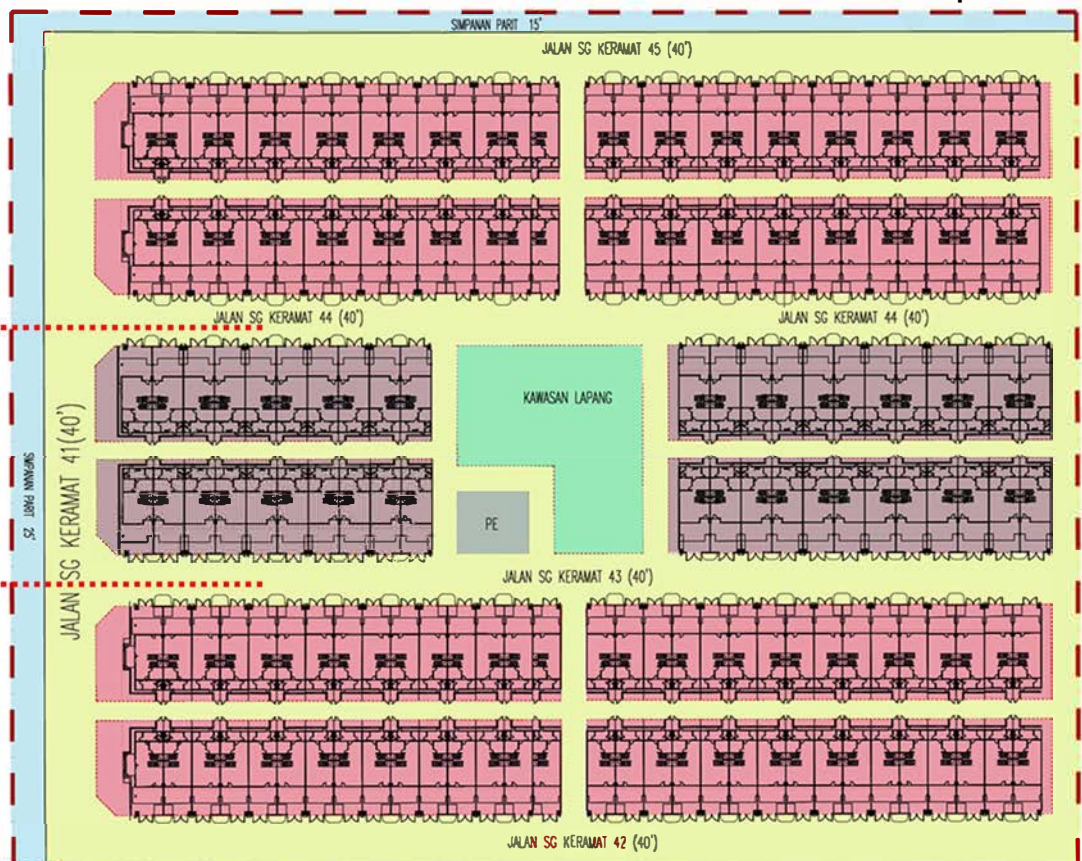 SIMPANAN PARIT 15'
JALAN SG KERAMAT 45 (40')
JALAN SG KERAMAT 44 (40')
JALAN SG KERAMAT 44 (40')
KAWASAN LAPANG
JALAN SG KERAMAT 41(40')
SIMPANAN PARIT 25'
PE
JALAN SG KERAMAT 43 (40')
JALAN SG KERAMAT 42 (40')